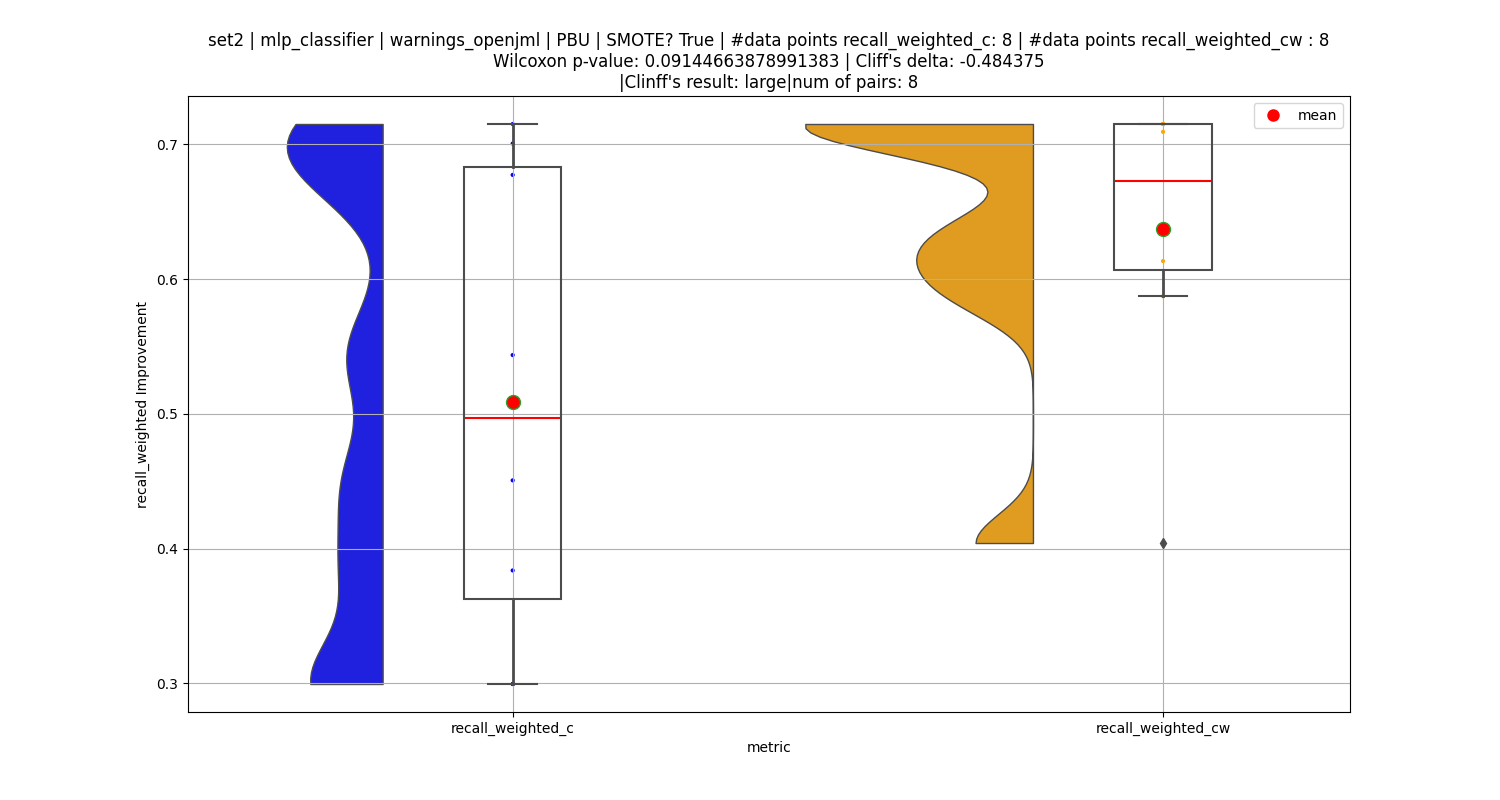 set2 | mlp_classifier | warnings_openjml | PBU | SMOTE? True | #data points recall_weighted_c: 8 | #data points recall_weighted_cw : 8
Wilcoxon p-value: 0.09144663878991383 | Cliff's delta: -0.484375
|Clinff's result: large|num of pairs: 8
mean
0.7
0.6
0.5
0.4
0.3
recall_weighted Improvement
recall_weighted_c
recall_weighted_cw
metric